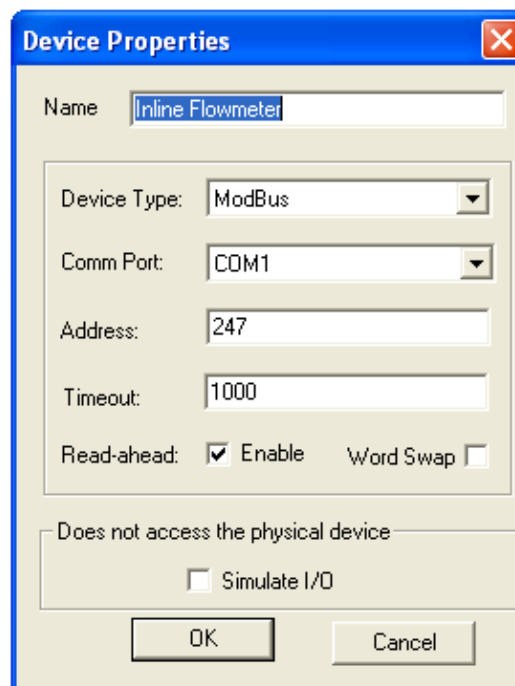 Device Properties
Name Inline Flowmeter
Device Type: ModBus
Comm Port: COM1
Address: 247
Timeout: 1000
Read-ahead: Enable Word Swap
Does not access the physical device
Simulate I/O
OK Cancel